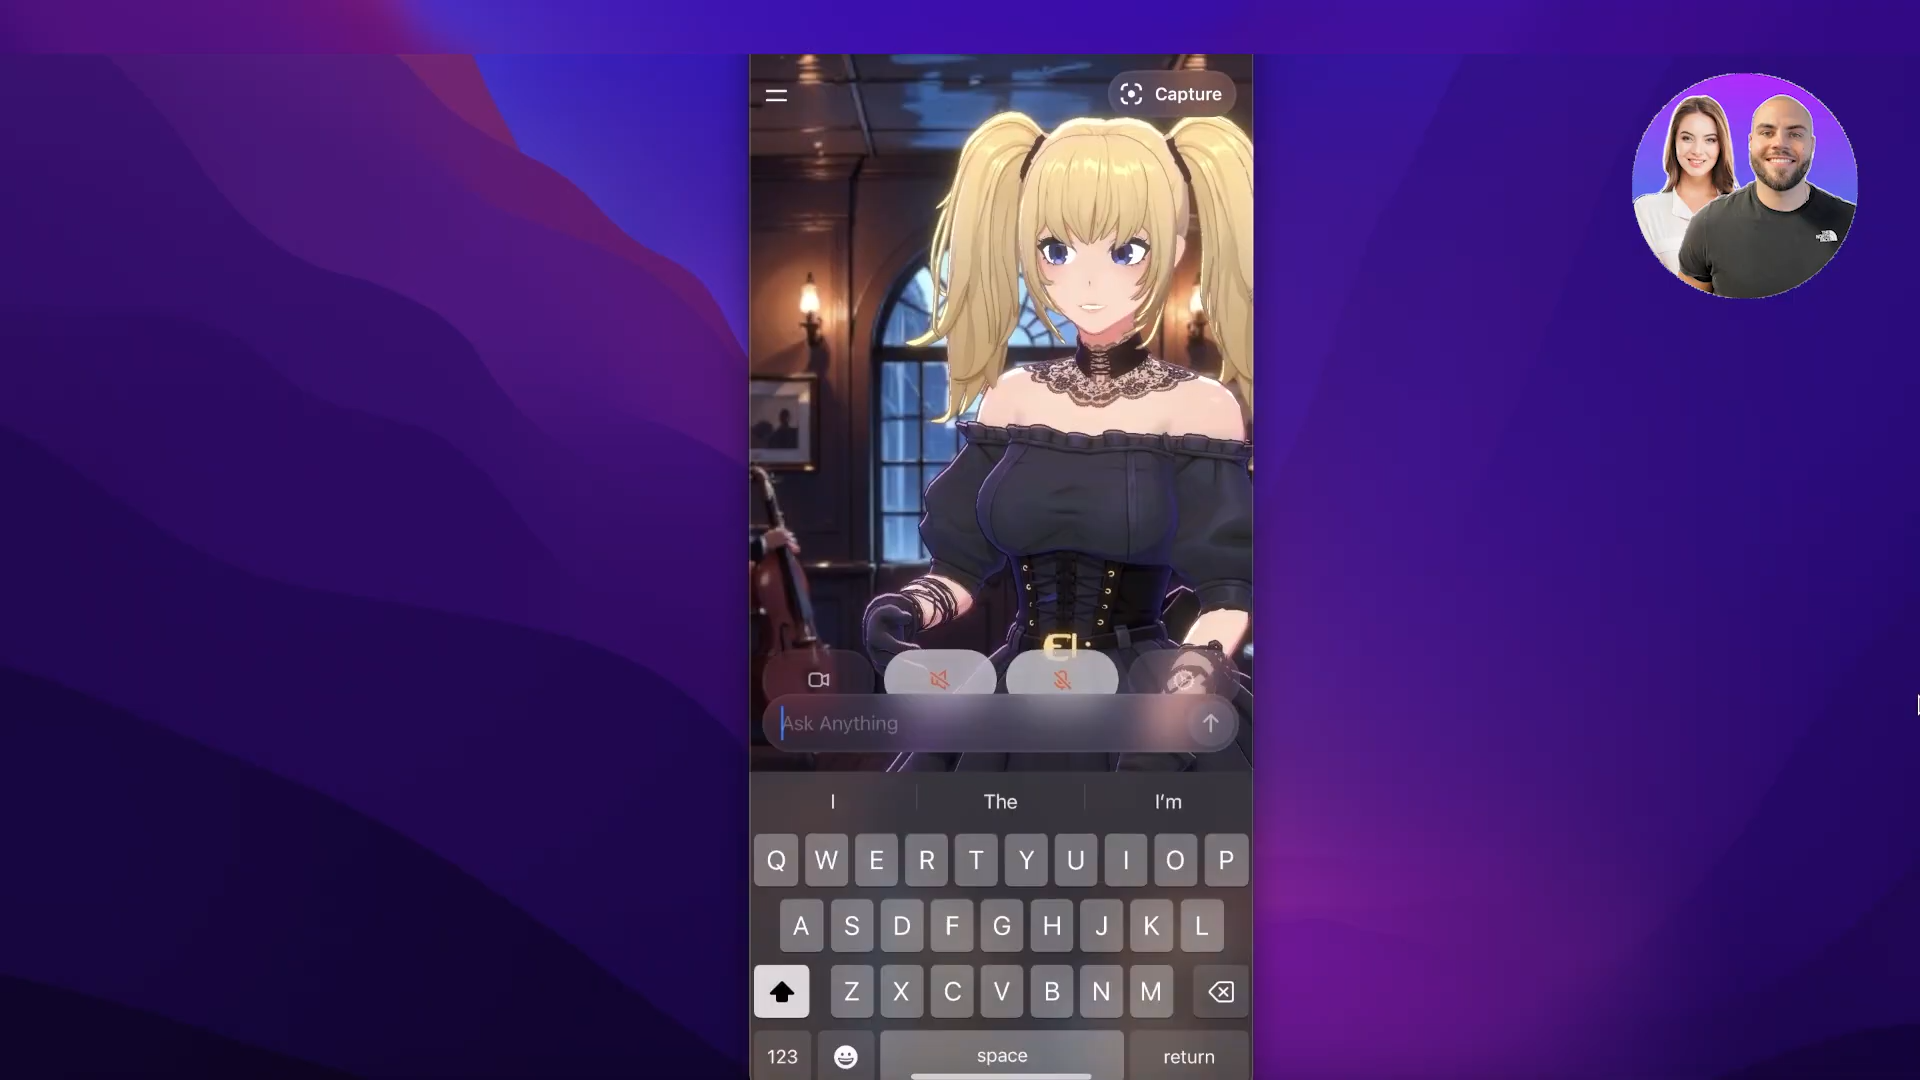 Capture
Ask Anything
I The I'm
Q W E R T Y U I O P
A S D F G H J K L
Z X C V B N M
123 space return